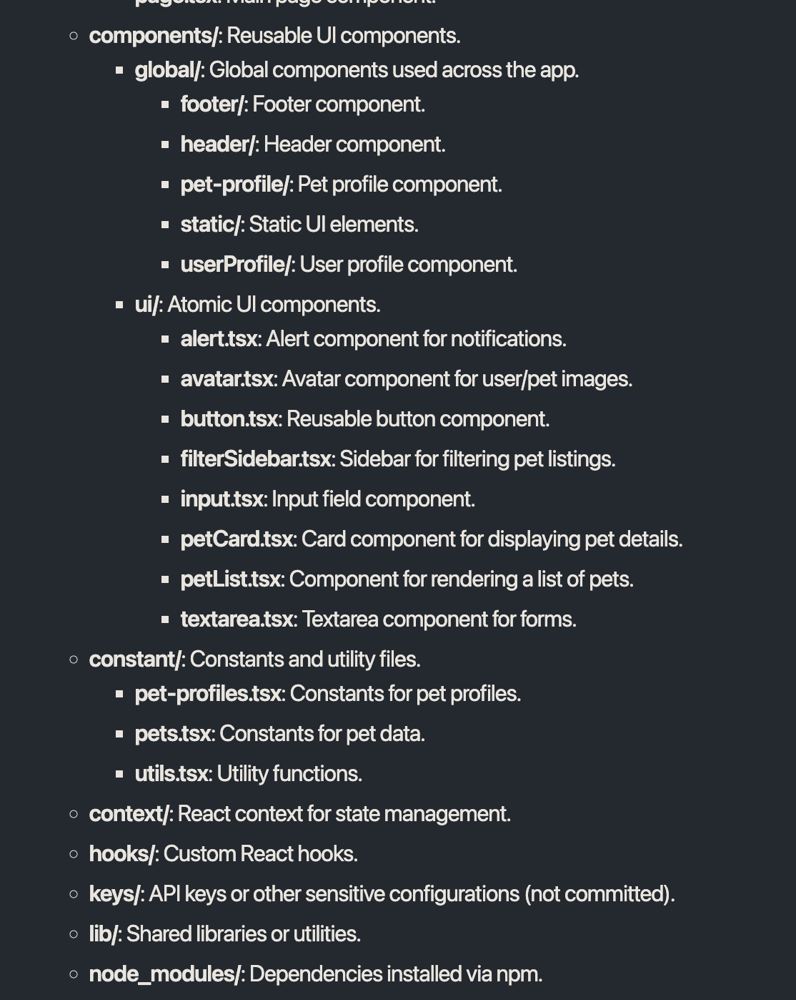 page.tsx: Main page component.
components/: Reusable UI components.
global/: Global components used across the app.
footer/: Footer component.
header/: Header component.
pet-profile/: Pet profile component.
static/: Static UI elements.
userProfile/: User profile component.
ui/: Atomic UI components.
alert.tsx: Alert component for notifications.
avatar.tsx: Avatar component for user/pet images.
button.tsx: Reusable button component.
filterSidebar.tsx: Sidebar for filtering pet listings.
input.tsx: Input field component.
petCard.tsx: Card component for displaying pet details.
petList.tsx: Component for rendering a list of pets.
textarea.tsx: Textarea component for forms.
constant/: Constants and utility files.
pet-profiles.tsx: Constants for pet profiles.
pets.tsx: Constants for pet data.
utils.tsx: Utility functions.
context/: React context for state management.
hooks/: Custom React hooks.
keys/: API keys or other sensitive configurations (not committed).
lib/: Shared libraries or utilities.
node_modules/: Dependencies installed via npm.